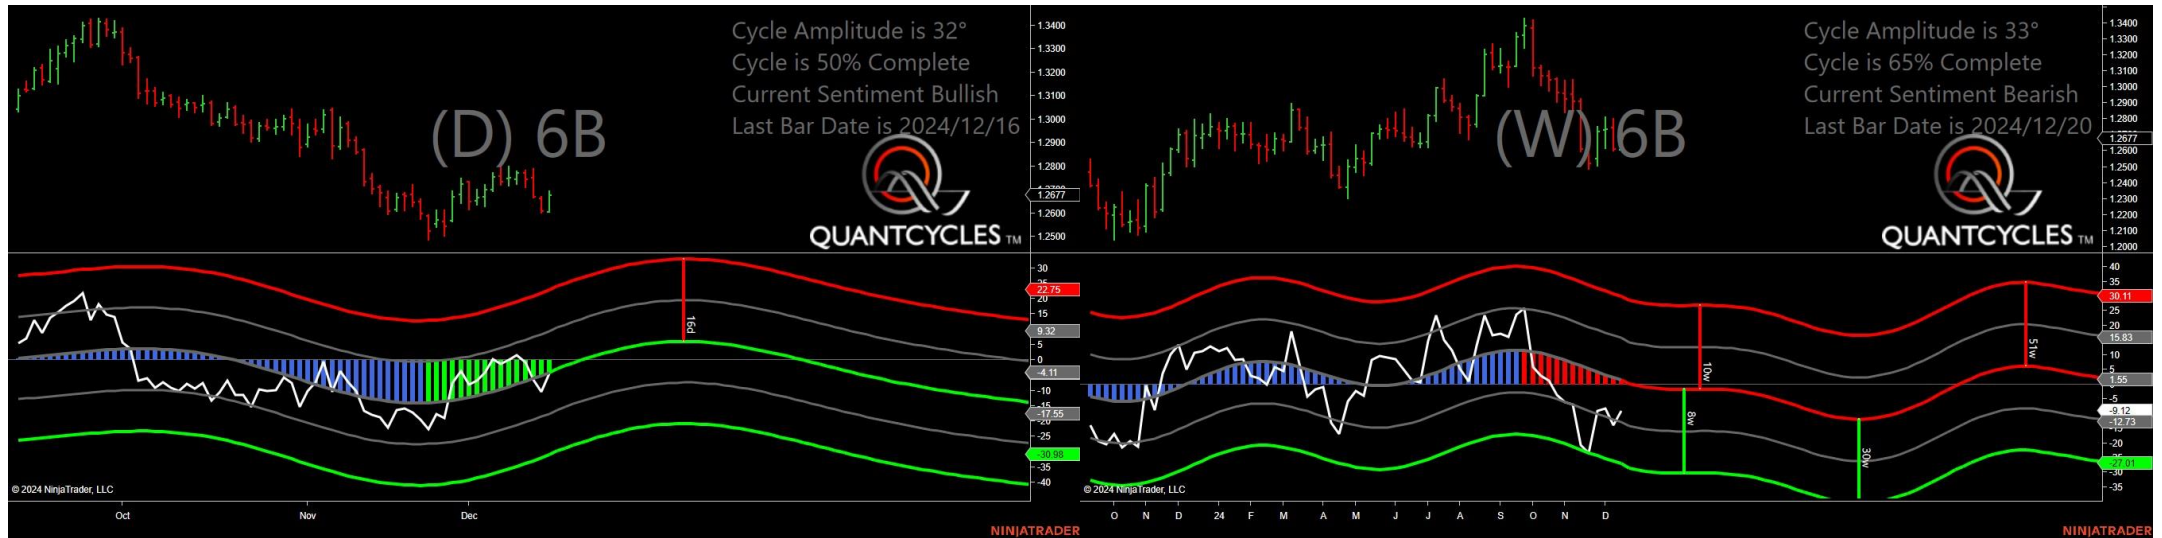 Cycle Amplitude is 32°
Cycle is 50% Complete
Current Sentiment Bullish
Last Bar Date is 2024/12/16
(D) 6B
QUANTCYCLES TM
1.3400
1.3300
1.3200
1.3100
1.3000
1.2900
1.2800
1.2677
1.2600
1.2500
30
22.75
20
15
9.32
5
0
-4.11
-10
-15
-17.55
-20
-25
-30.98
-35
-40
16d
© 2024 NinjaTrader, LLC
Oct Nov Dec
NINJATRADER
Cycle Amplitude is 33°
Cycle is 65% Complete
Current Sentiment Bearish
Last Bar Date is 2024/12/20
(W) 6B
QUANTCYCLES TM
1.3400
1.3300
1.3200
1.3100
1.3000
1.2900
1.2800
1.2677
1.2600
1.2500
1.2400
1.2300
1.2200
1.2100
1.2000
40
35
30.11
25
20
15.83
10
5
1.55
-5
-9.12
-12.73
-20
-25
-27.01
-30
-35
10w
8w
30w
51w
© 2024 NinjaTrader, LLC
O N D 24 F M A M J J A S O N D
NINJATRADER